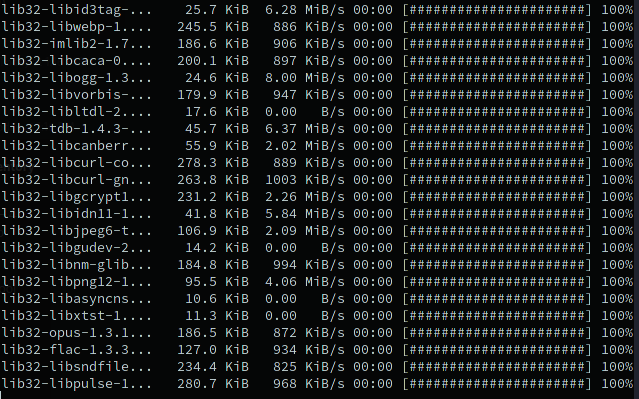 lib32-libid3tag-... 25.7 KiB 6.28 MiB/s 00:00 [######################] 100%
lib32-libwebp-1.... 245.5 KiB 886 KiB/s 00:00 [######################] 100%
lib32-imlib2-1.7... 186.6 KiB 906 KiB/s 00:00 [######################] 100%
lib32-libcaca-0.... 200.1 KiB 897 KiB/s 00:00 [######################] 100%
lib32-libogg-1.3... 24.6 KiB 8.00 MiB/s 00:00 [######################] 100%
lib32-libvorbis-... 179.9 KiB 947 KiB/s 00:00 [######################] 100%
lib32-libltdl-2.... 17.6 KiB 0.00 B/s 00:00 [######################] 100%
lib32-tdb-1.4.3-... 45.7 KiB 6.37 MiB/s 00:00 [######################] 100%
lib32-libcanberr... 55.9 KiB 2.02 MiB/s 00:00 [######################] 100%
lib32-libcurl-co... 278.3 KiB 889 KiB/s 00:00 [######################] 100%
lib32-libcurl-gn... 263.8 KiB 1003 KiB/s 00:00 [######################] 100%
lib32-libgcrypt1... 231.2 KiB 2.26 MiB/s 00:00 [######################] 100%
lib32-libidn11-1... 41.8 KiB 5.84 MiB/s 00:00 [######################] 100%
lib32-libjpeg6-t... 106.9 KiB 2.09 MiB/s 00:00 [######################] 100%
lib32-libgudev-2... 14.2 KiB 0.00 B/s 00:00 [######################] 100%
lib32-libnm-glib... 184.8 KiB 994 KiB/s 00:00 [######################] 100%
lib32-libpng12-1... 95.5 KiB 4.06 MiB/s 00:00 [######################] 100%
lib32-libasyncns... 10.6 KiB 0.00 B/s 00:00 [######################] 100%
lib32-libxtst-1.... 11.3 KiB 0.00 B/s 00:00 [######################] 100%
lib32-opus-1.3.1... 186.5 KiB 872 KiB/s 00:00 [######################] 100%
lib32-flac-1.3.3... 127.0 KiB 934 KiB/s 00:00 [######################] 100%
lib32-libsndfile... 234.4 KiB 825 KiB/s 00:00 [######################] 100%
lib32-libpulse-1... 280.7 KiB 968 KiB/s 00:00 [######################] 100%